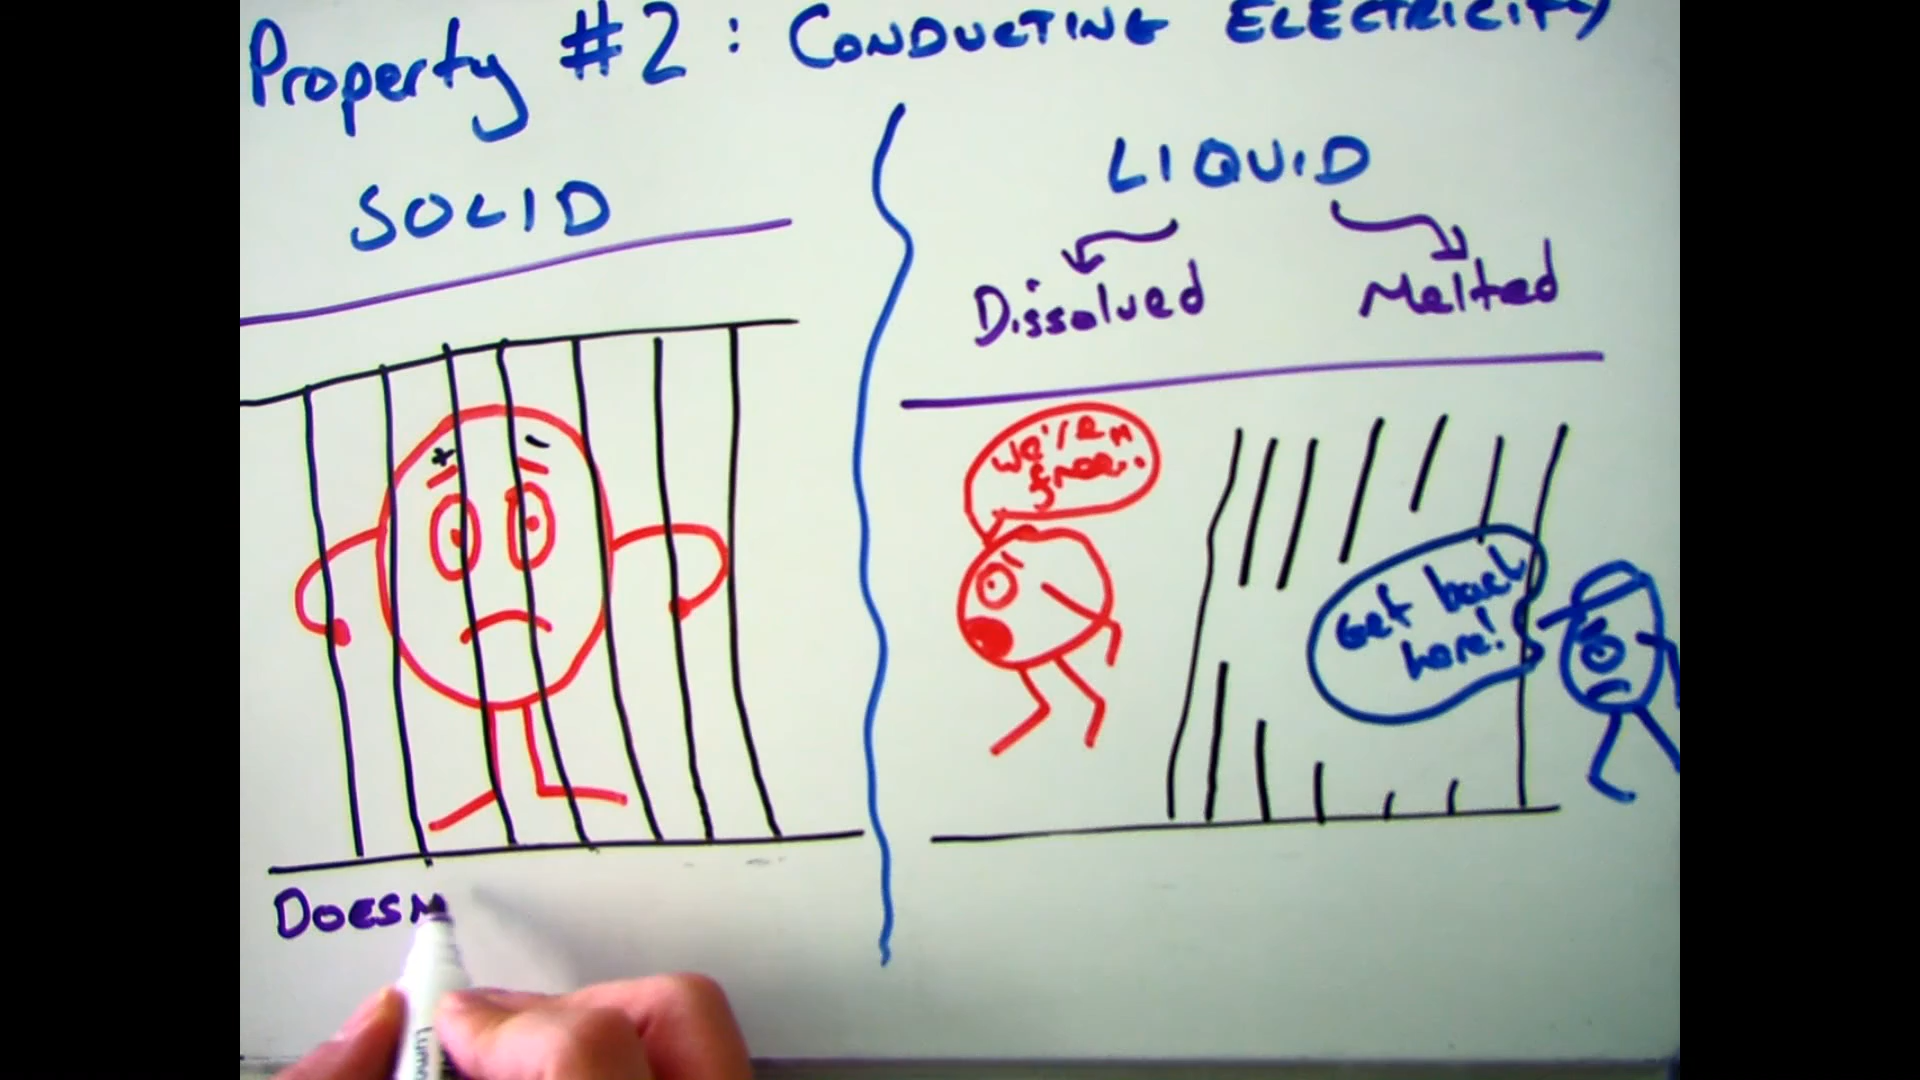 Property #2: CONDUCTING ELECTRICITY
SOLID
LIQUID
Dissolved
Melted
+ -
We're
free!
Get back
here!
DOESN